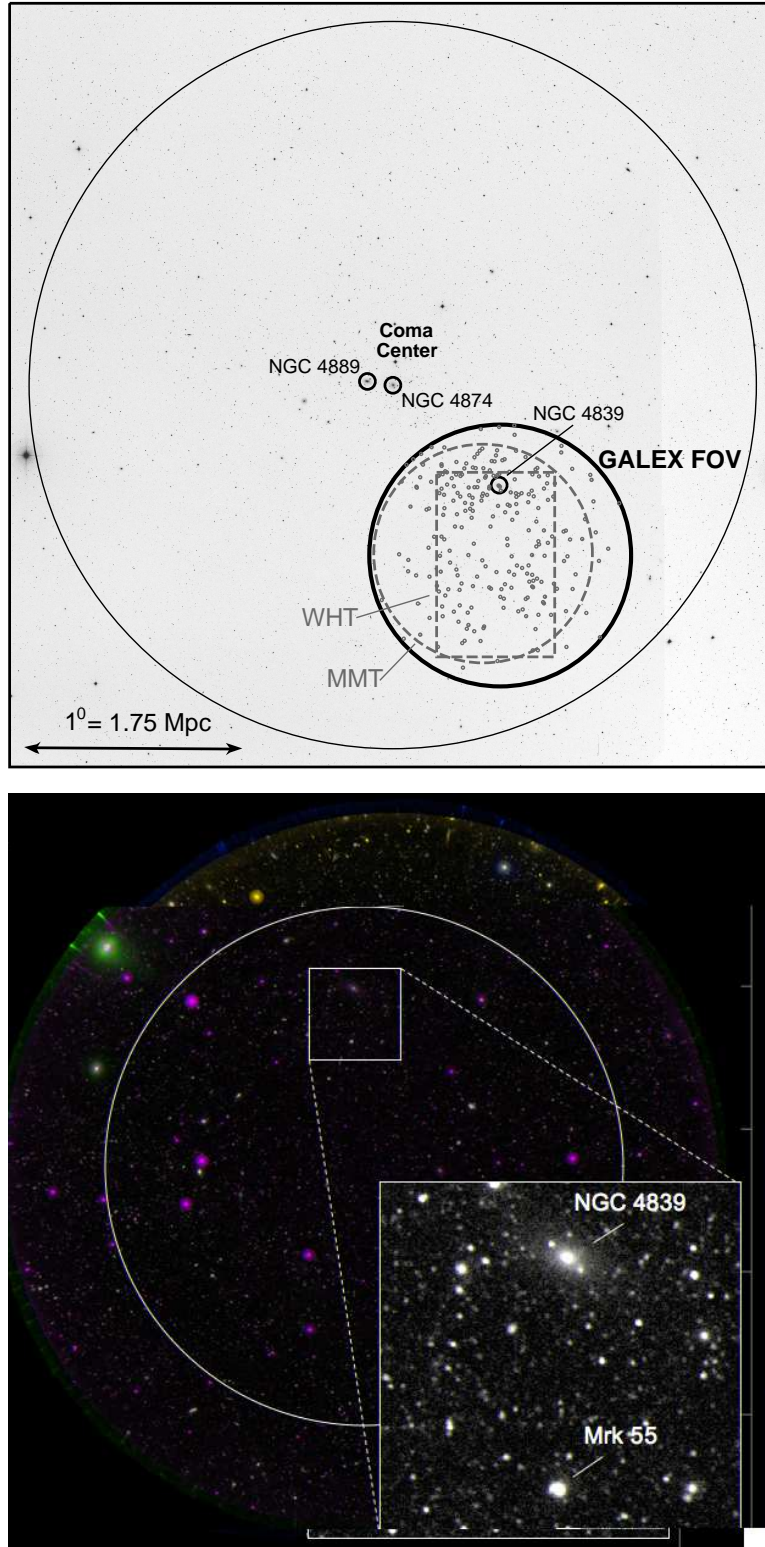 Coma
Center
NGC 4889
NGC 4874
NGC 4839
GALEX FOV
WHT
MMT
1⁰= 1.75 Mpc
NGC 4839
Mrk 55